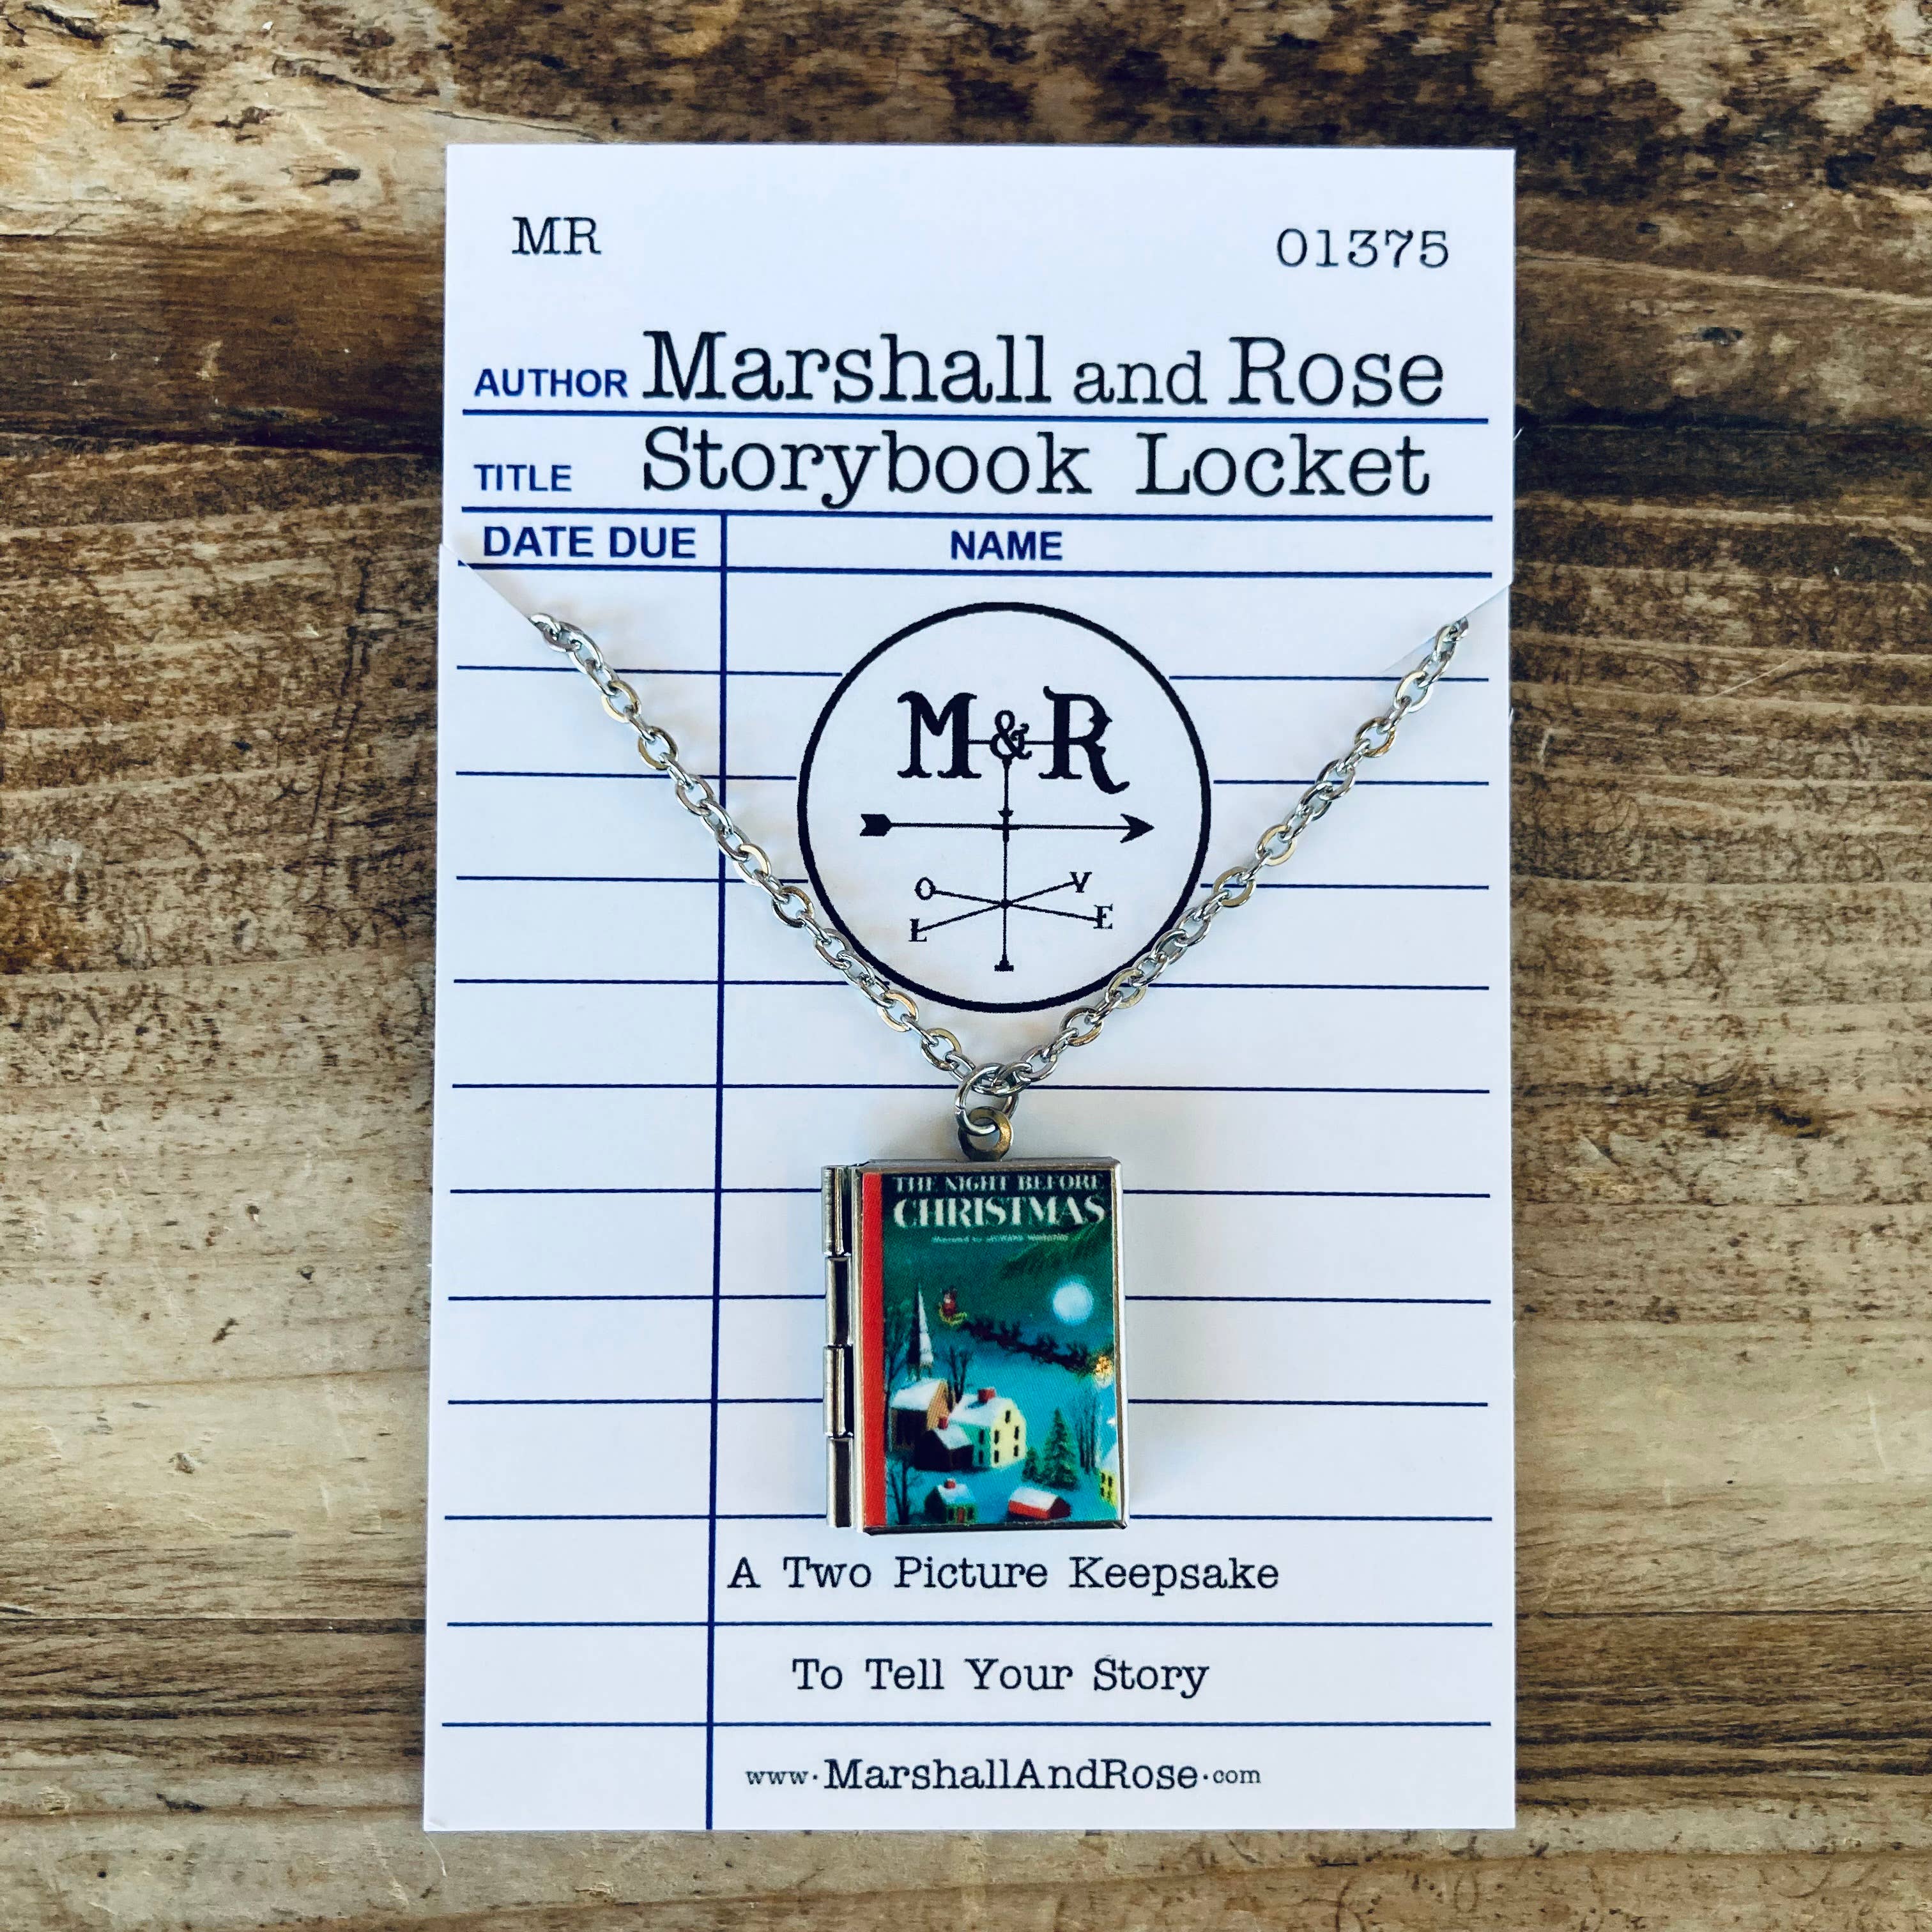 MR 01375
AUTHOR Marshall and Rose
TITLE Storybook Locket
DATE DUE NAME
M&R
O V
L E
THE NIGHT BEFORE
CHRISTMAS
A Two Picture Keepsake
To Tell Your Story
www.MarshallAndRose.com